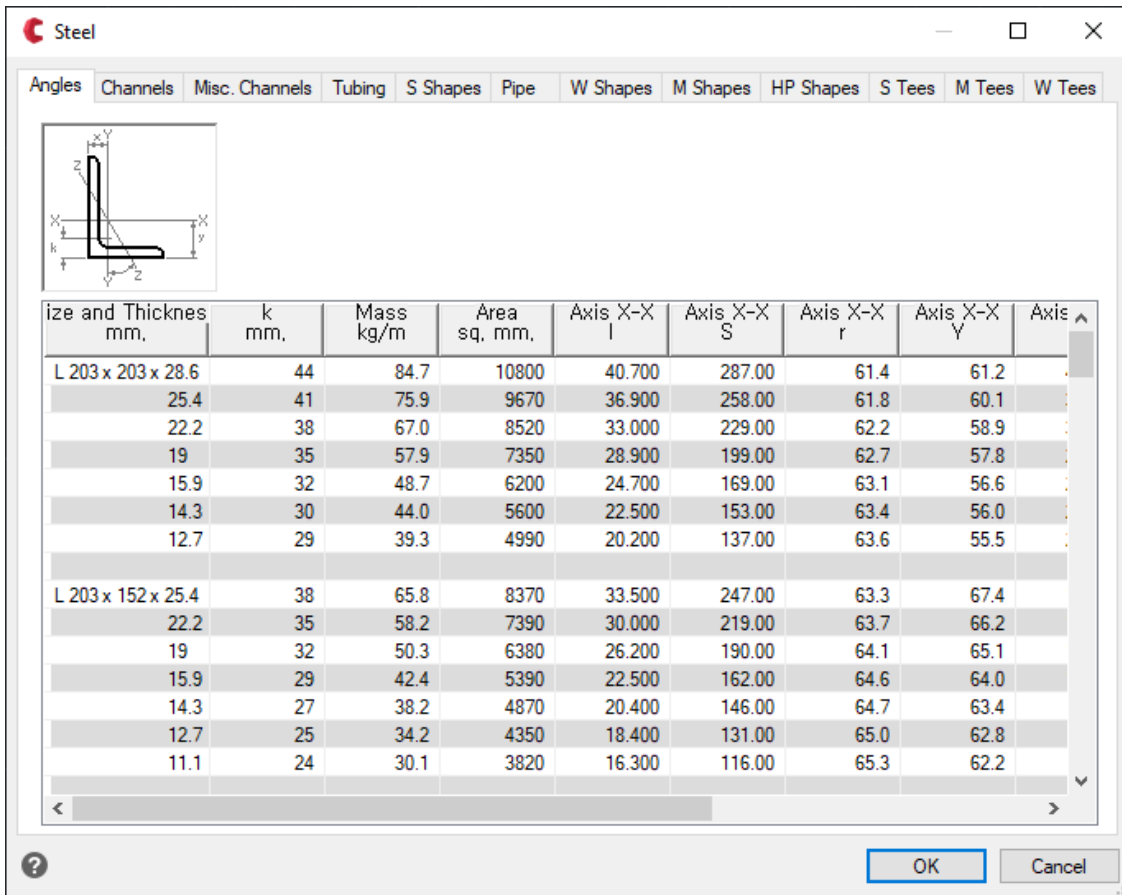 Steel
Angles Channels Misc. Channels Tubing S Shapes Pipe W Shapes M Shapes HP Shapes S Tees M Tees W Tees
x Y
Z
X X
k y
Y Z
ize and Thicknes k Mass Area Axis X-X Axis X-X Axis X-X Axis X-X Axis
mm, mm, kg/m sq, mm, I S r Y
L 203 x 203 x 28.6 44 84.7 10800 40.700 287.00 61.4 61.2
25.4 41 75.9 9670 36.900 258.00 61.8 60.1
22.2 38 67.0 8520 33.000 229.00 62.2 58.9
19 35 57.9 7350 28.900 199.00 62.7 57.8
15.9 32 48.7 6200 24.700 169.00 63.1 56.6
14.3 30 44.0 5600 22.500 153.00 63.4 56.0
12.7 29 39.3 4990 20.200 137.00 63.6 55.5
L 203 x 152 x 25.4 38 65.8 8370 33.500 247.00 63.3 67.4
22.2 35 58.2 7390 30.000 219.00 63.7 66.2
19 32 50.3 6380 26.200 190.00 64.1 65.1
15.9 29 42.4 5390 22.500 162.00 64.6 64.0
14.3 27 38.2 4870 20.400 146.00 64.7 63.4
12.7 25 34.2 4350 18.400 131.00 65.0 62.8
11.1 24 30.1 3820 16.300 116.00 65.3 62.2
OK Cancel